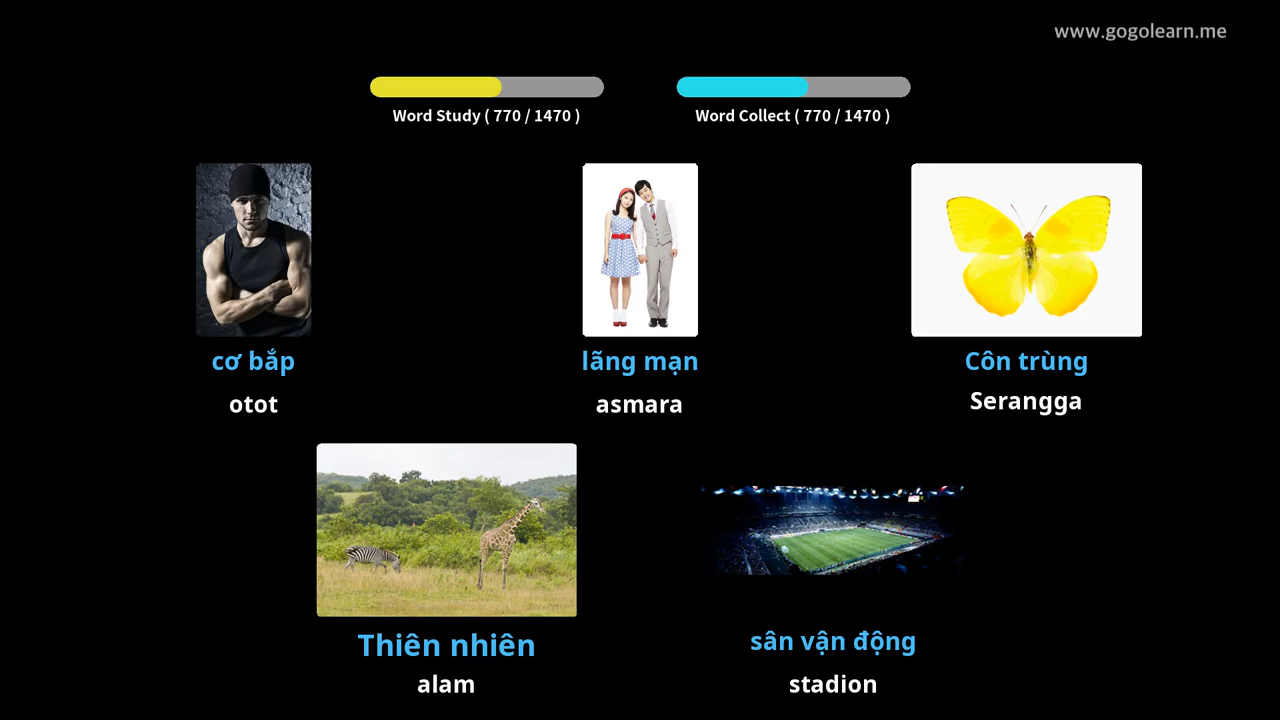 www.gogolearn.me
Word Study ( 770 / 1470 )
Word Collect ( 770 / 1470 )
cơ bắp
lãng mạn
Côn trùng
otot
asmara
Serangga
Thiên nhiên
sân vận động
alam
stadion